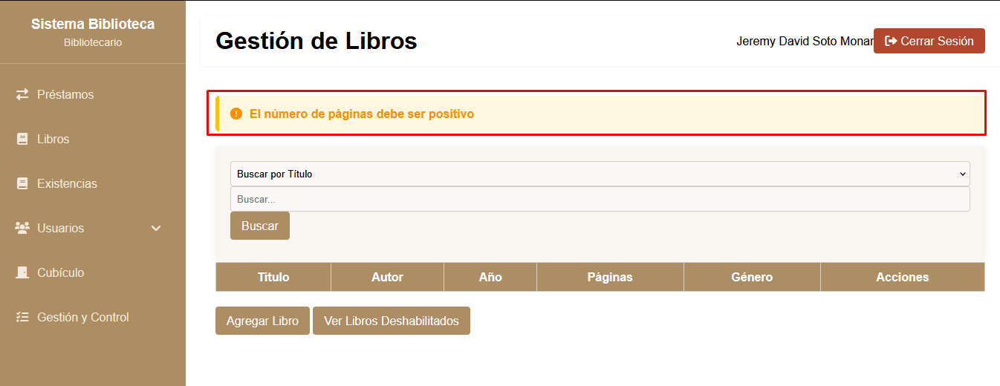 Sistema Biblioteca
Bibliotecario
Préstamos
Libros
Existencias
Usuarios
Cubículo
Gestión y Control
Gestión de Libros
Jeremy David Soto Monar
Cerrar Sesión
El número de páginas debe ser positivo
Buscar por Título
Buscar...
Buscar
Título Autor Año Páginas Género Acciones
Agregar Libro Ver Libros Deshabilitados